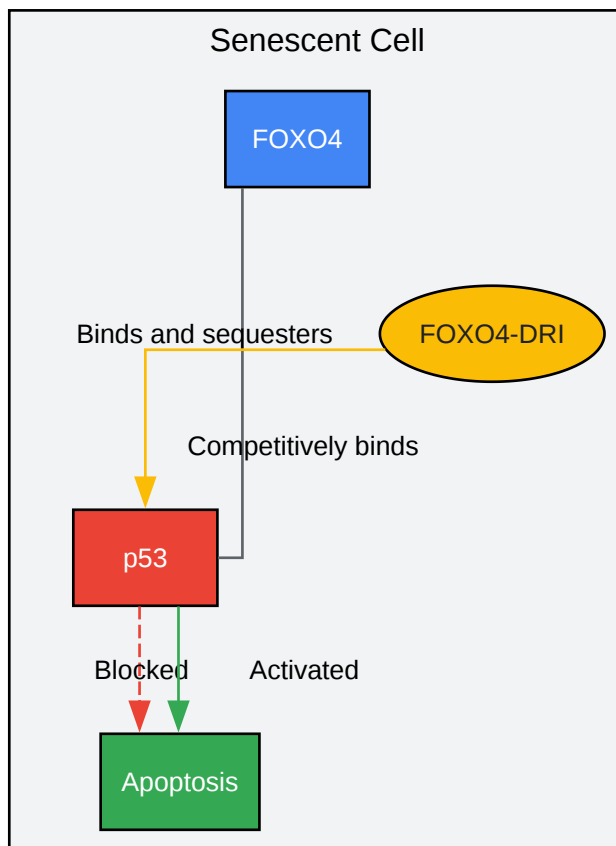 Senescent Cell
FOXO4
Binds and sequesters
FOXO4-DRI
Competitively binds
p53
Blocked
Activated
Apoptosis